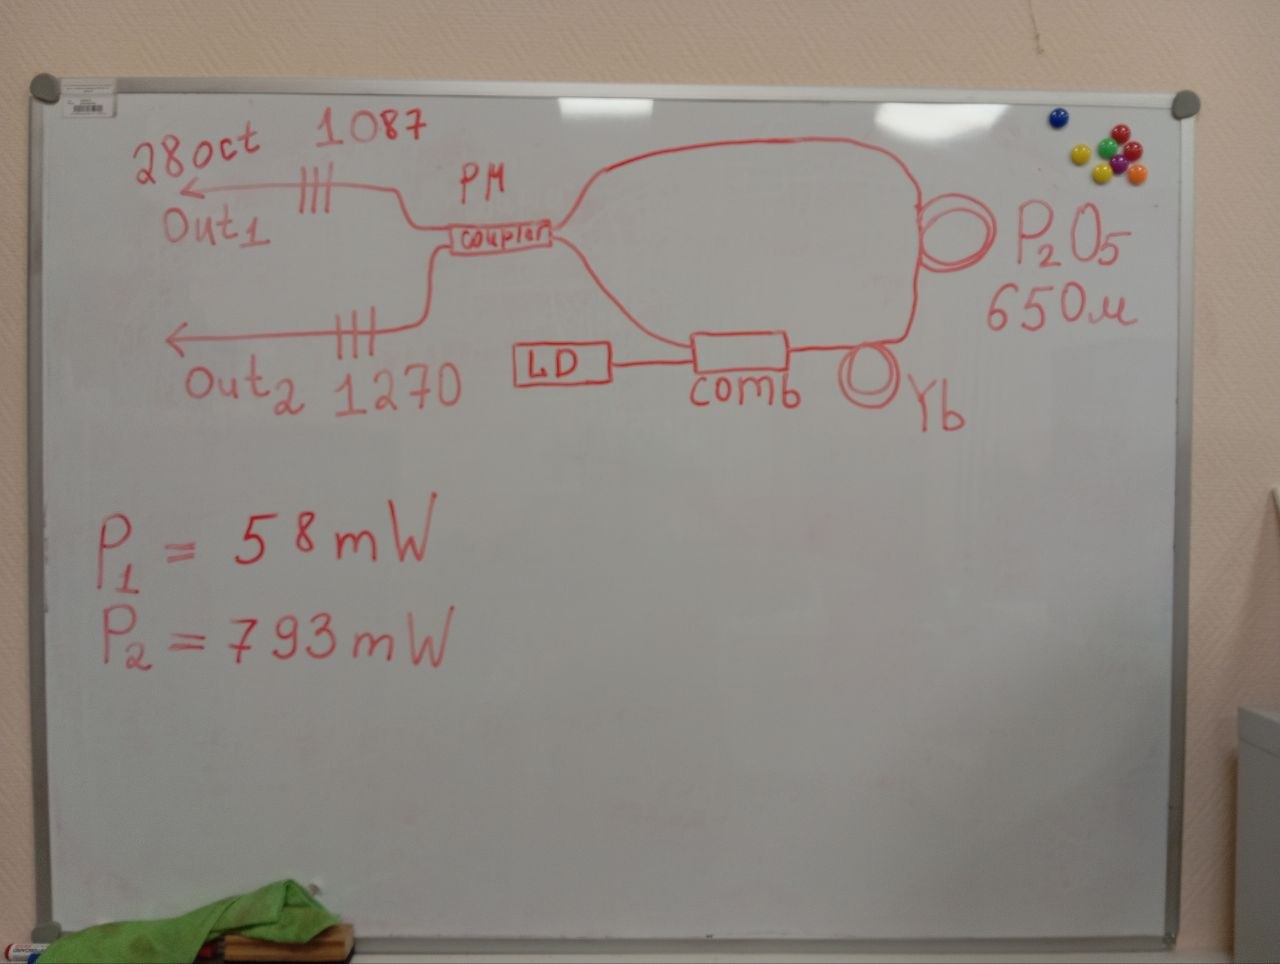 28 oct
1087
Out1
PM
coupler
Out2
1270
LD
comb
Yb
P2O5
650м
P1 = 58 mW
P2 = 793 mW